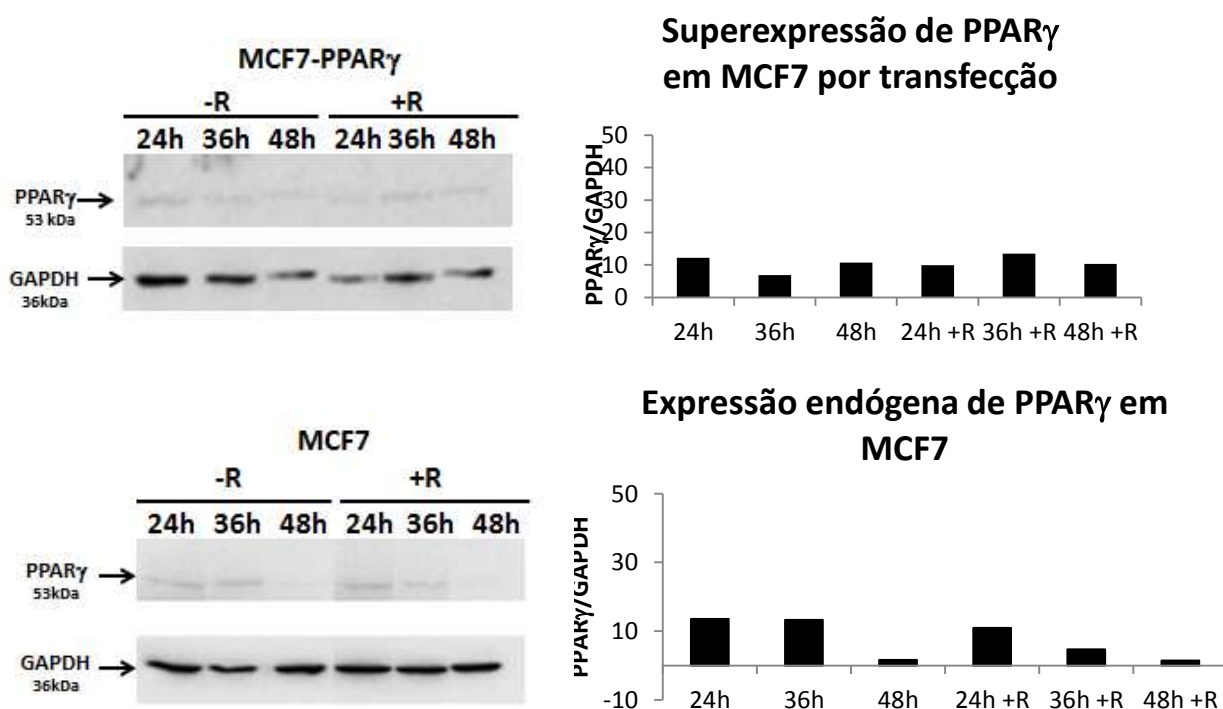 MCF7-PPARγ
-R +R
24h 36h 48h 24h 36h 48h
PPARγ
53 kDa
GAPDH
36kDa
Superexpressão de PPARγ
em MCF7 por transfecção
PPARγ/GAPDH
50
40
30
20
10
0
24h 36h 48h 24h +R 36h +R 48h +R
MCF7
-R +R
24h 36h 48h 24h 36h 48h
PPARγ
53kDa
GAPDH
36kDa
Expressão endógena de PPARγ em
MCF7
PPARγ/GAPDH
50
30
10
-10
24h 36h 48h 24h +R 36h +R 48h +R